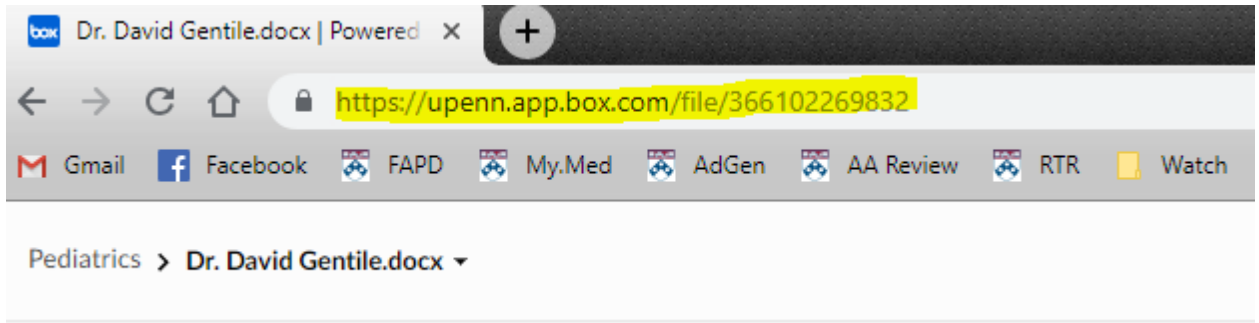 box Dr. David Gentile.docx | Powered
https://upenn.app.box.com/file/366102269832
Gmail Facebook FAPD My.Med AdGen AA Review RTR Watch
Pediatrics > Dr. David Gentile.docx